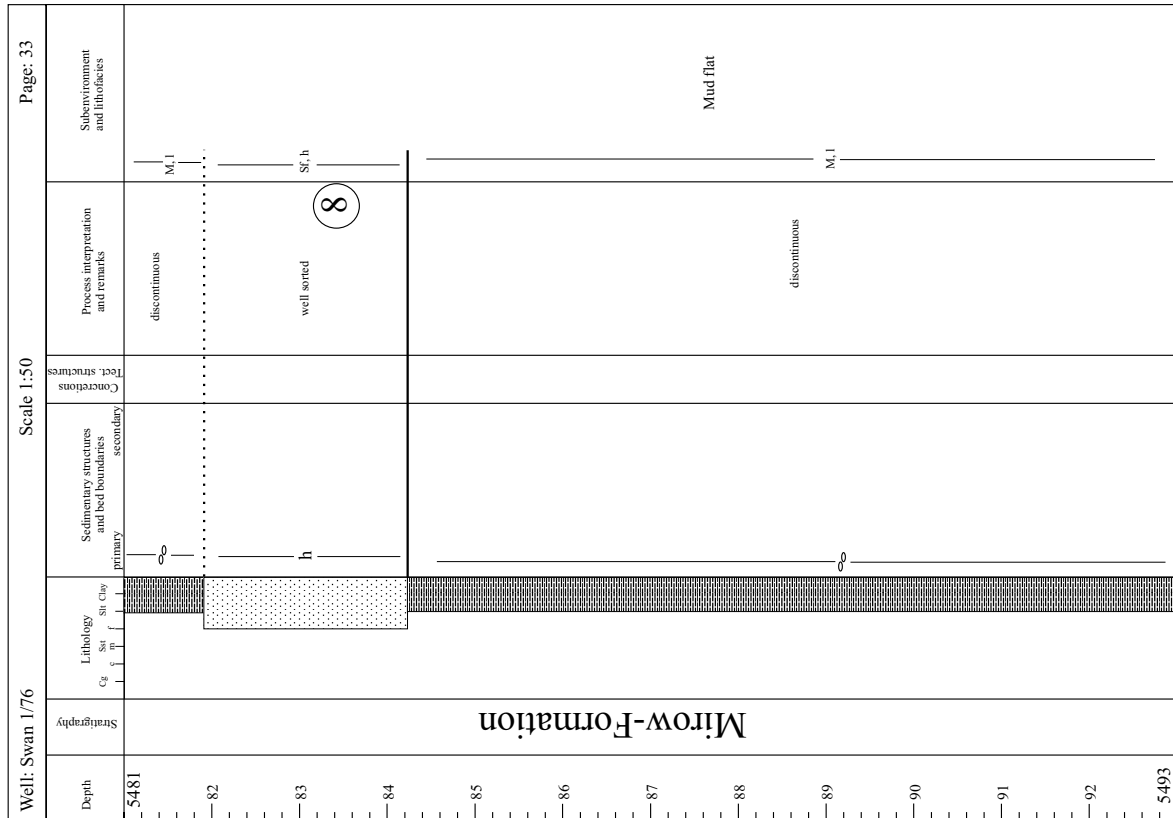 Well: Swan 1/76
Scale 1:50
Page: 33
Depth
Stratigraphy
Lithology
Cg
c
Sst
m
f
Slt
Clay
Sedimentary structures
and bed boundaries
primary
secondary
Concretions
Tect. structures
Process interpretation
and remarks
Subenvironment
and lithofacies
5481
82
83
84
85
86
87
88
89
90
91
92
5493
Mirow-Formation
h
discontinuous
well sorted
8
discontinuous
M, l
Sf, h
M, l
Mud flat